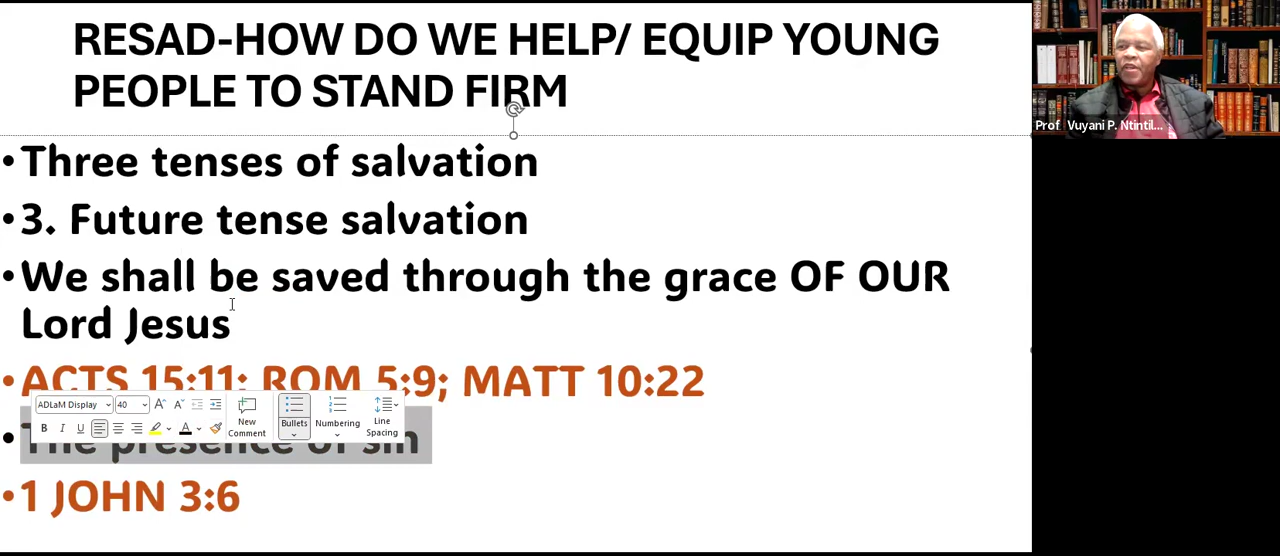 RESAD-HOW DO WE HELP/ EQUIP YOUNG
PEOPLE TO STAND FIRM
Prof Vuyani P. Ntintil...
•Three tenses of salvation
•3. Future tense salvation
•We shall be saved through the grace OF OUR
Lord Jesus
•ACTS 15:11; ROM 5:9; MATT 10:22
ADLaM Display 40
New
Comment
Bullets
Numbering
Line
Spacing
B I U A
•The presence of sin
•1 JOHN 3:6